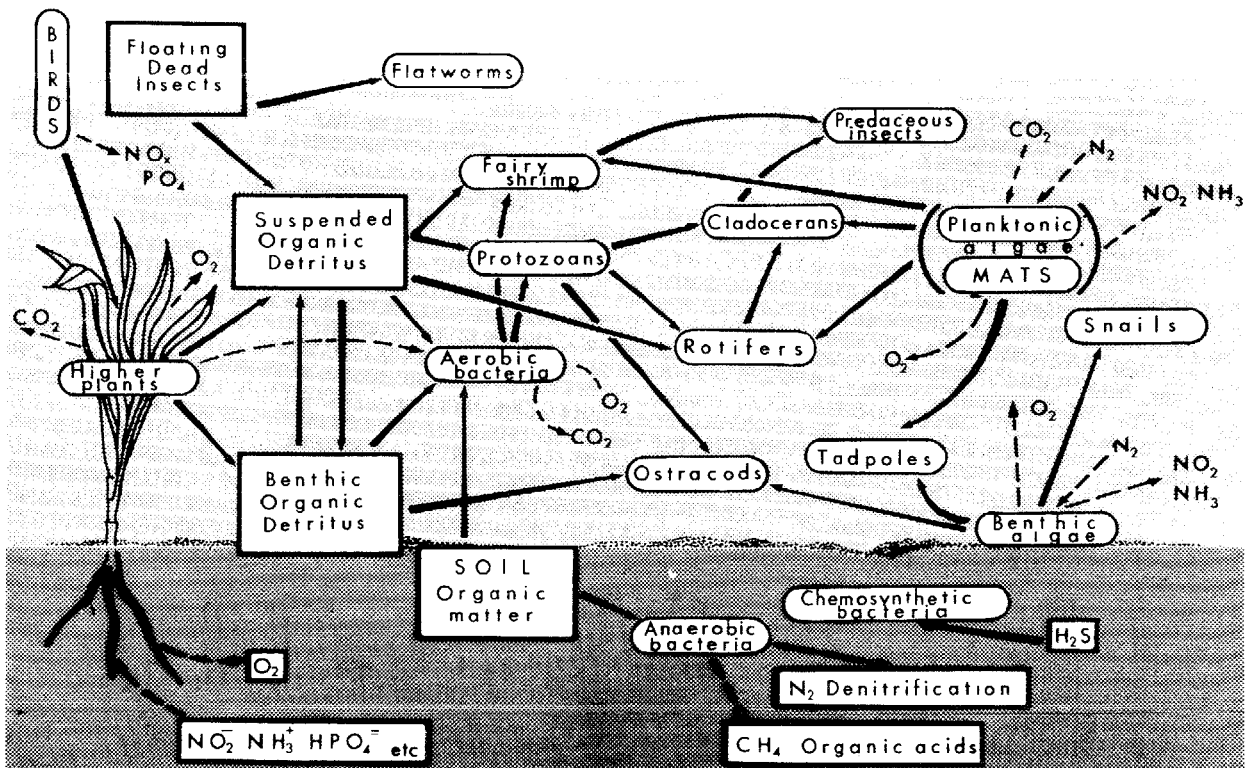 BIRDS
Floating
Dead
Insects
Flatworms
Predaceous
insects
CO₂
N₂
NOₓ
PO₄
Fairy
shrimp
NO₂ NH₃
Suspended
Organic
Detritus
Cladocerans
Planktonic
algae
MATS
Protozoans
O₂
CO₂
Snails
Rotifers
O₂
Higher
plants
Aerobic
bacteria
O₂
CO₂
O₂
N₂
NO₂
NH₃
Tadpoles
Ostracods
Benthic
Organic
Detritus
Benthic
algae
SOIL
Organic
matter
Chemosynthetic
bacteria
H₂S
Anaerobic
bacteria
O₂
N₂ Denitrification
NO₂⁻ NH₃⁺ HPO₄⁼ etc
CH₄ Organic acids